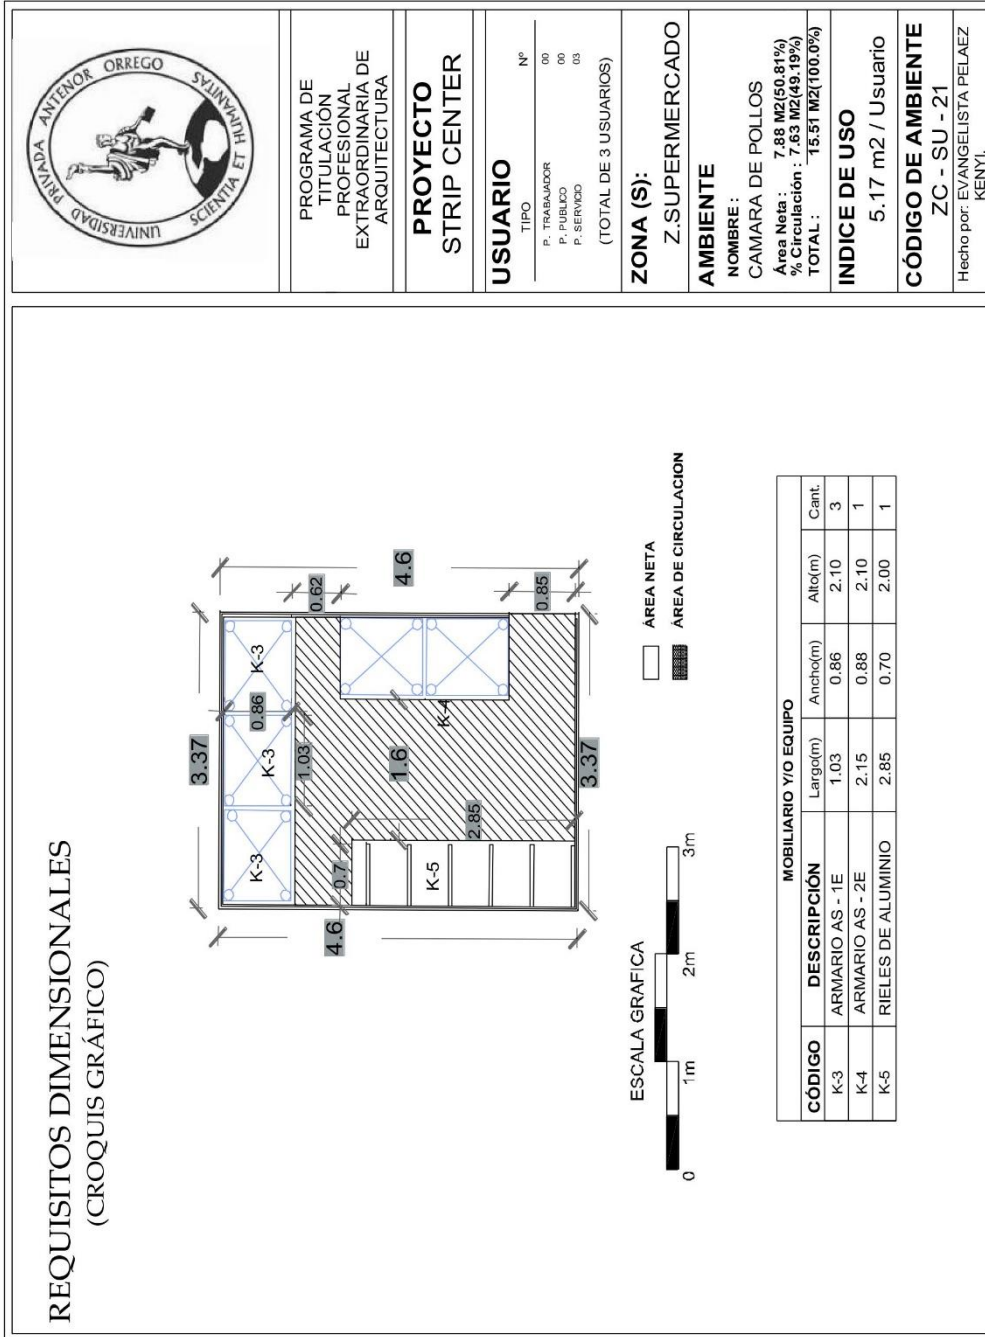 REQUISITOS DIMENSIONALES
(CROQUIS GRÁFICO)
3.37
4.6
4.6
K-3
K-3
K-3
0.86
1.03
0.62
0.7
1.6
K-4
K-5
2.85
0.85
3.37
ESCALA GRAFICA
0 1m 2m 3m
ÁREA NETA
ÁREA DE CIRCULACION
MOBILIARIO Y/O EQUIPO
CÓDIGO DESCRIPCIÓN Largo(m) Ancho(m) Alto(m) Cant.
K-3 ARMARIO AS - 1E 1.03 0.86 2.10 3
K-4 ARMARIO AS - 2E 2.15 0.88 2.10 1
K-5 RIELES DE ALUMINIO 2.85 0.70 2.00 1
UNIVERSIDAD PRIVADA ANTENOR ORREGO
SCIENTIA ET HUMANITAS
PROGRAMA DE
TITULACIÓN
PROFESIONAL
EXTRAORDINARIA DE
ARQUITECTURA
PROYECTO
STRIP CENTER
USUARIO
TIPO Nº
P. TRABAJADOR 00
P. PUBLICO 00
P. SERVICIO 03
(TOTAL DE 3 USUARIOS)
ZONA (S):
Z.SUPERMERCADO
AMBIENTE
NOMBRE :
CAMARA DE POLLOS
Área Neta : 7.88 M2(50.81%)
% Circulación : 7.63 M2(49.19%)
TOTAL : 15.51 M2(100.0%)
INDICE DE USO
5.17 m2 / Usuario
CÓDIGO DE AMBIENTE
ZC - SU - 21
Hecho por: EVANGELISTA PELAEZ
KENYI.